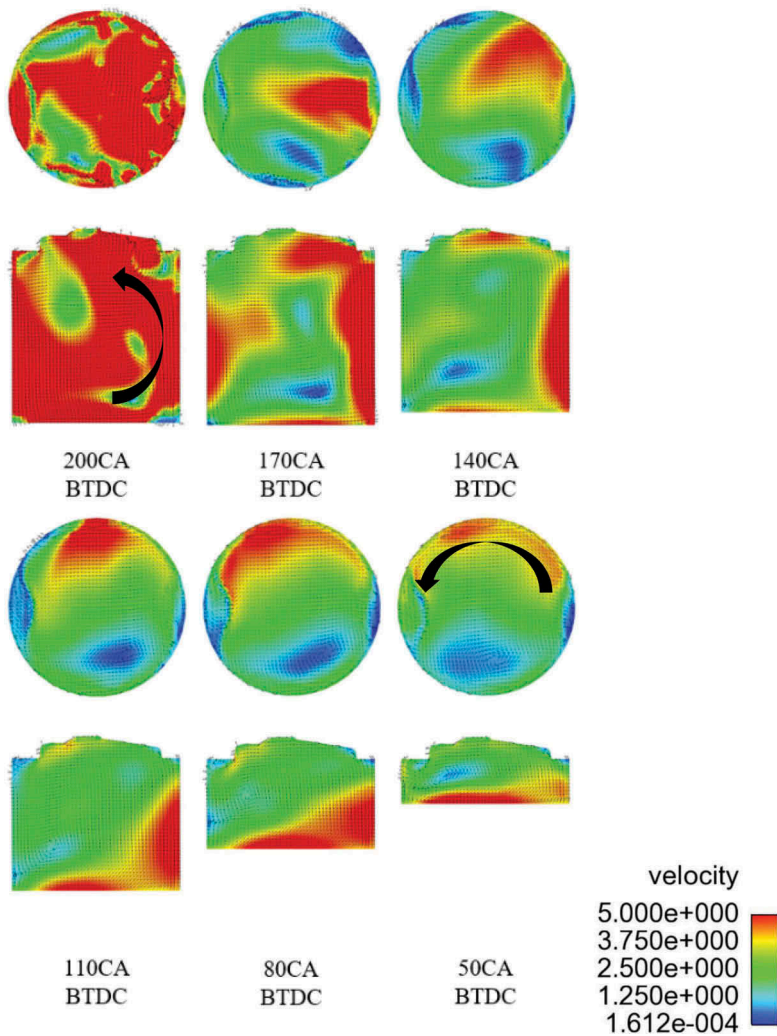 200CA
BTDC
170CA
BTDC
140CA
BTDC
110CA
BTDC
80CA
BTDC
50CA
BTDC
velocity
5.000e+000
3.750e+000
2.500e+000
1.250e+000
1.612e-004